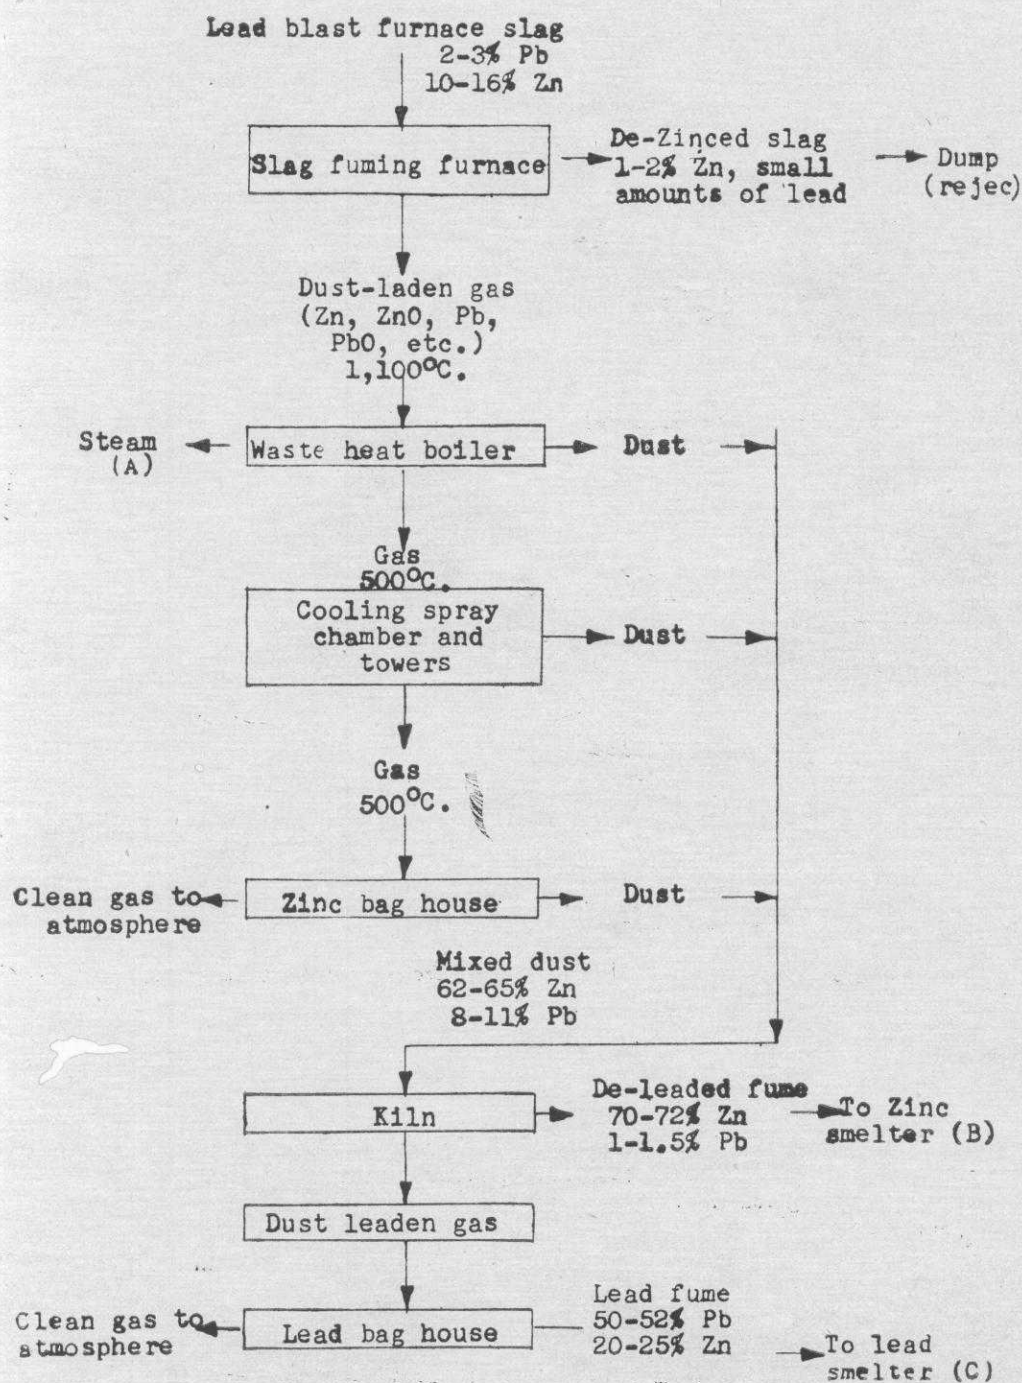 Lead blast furnace slag
2-3% Pb
10-16% Zn
Slag fuming furnace
De-Zinced slag
1-2% Zn, small
amounts of lead
Dump
(rejec)
Dust-laden gas
(Zn, ZnO, Pb,
PbO, etc.)
1,100°C.
Steam
(A)
Waste heat boiler
Dust
Gas
500°C.
Cooling spray
chamber and
towers
Dust
Gas
500°C.
Clean gas to
atmosphere
Zinc bag house
Dust
Mixed dust
62-65% Zn
8-11% Pb
Kiln
De-leaded fume
70-72% Zn
1-1.5% Pb
To Zinc
smelter (B)
Dust leaden gas
Clean gas to
atmosphere
Lead bag house
Lead fume
50-52% Pb
20-25% Zn
To lead
smelter (C)